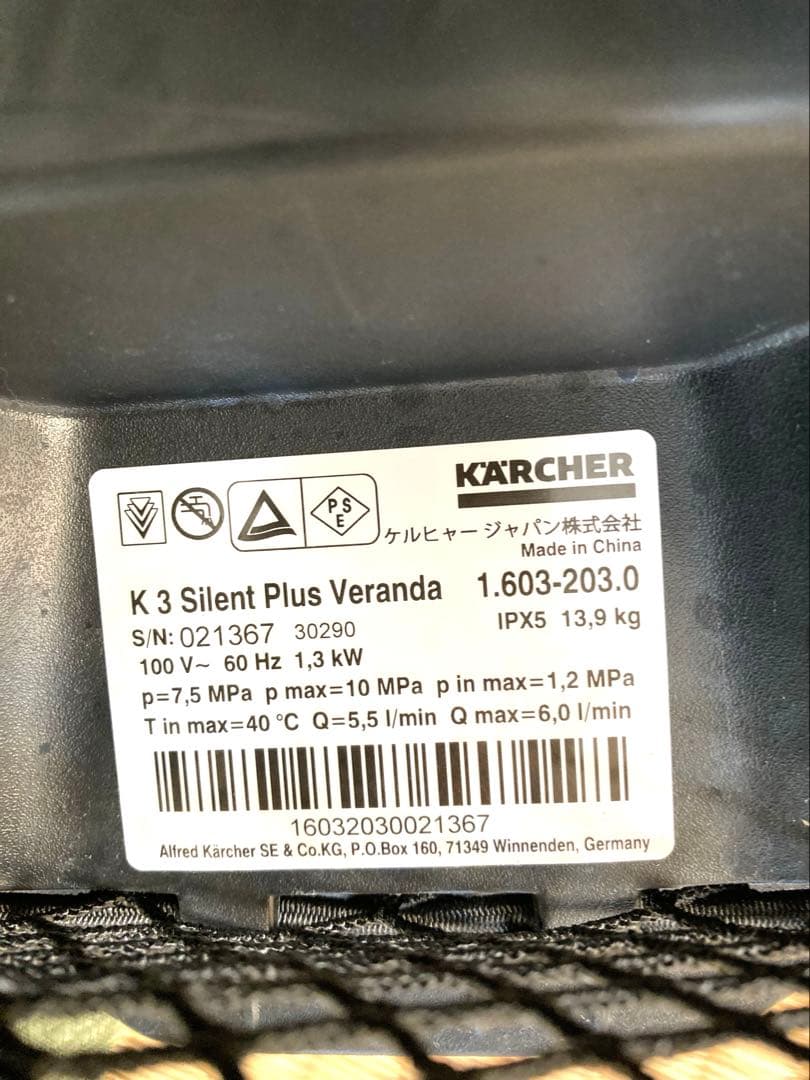 KÄRCHER
PSE
ケルヒャー ジャパン株式会社
Made in China
K 3 Silent Plus Veranda 1.603-203.0
S/N: 021367 30290
IPX5 13,9 kg
100 V~ 60 Hz 1,3 kW
p=7,5 MPa p max=10 MPa p in max=1,2 MPa
T in max=40 °C Q=5,5 l/min Q max=6,0 l/min
16032030021367
Alfred Kärcher SE & Co.KG, P.O.Box 160, 71349 Winnenden, Germany